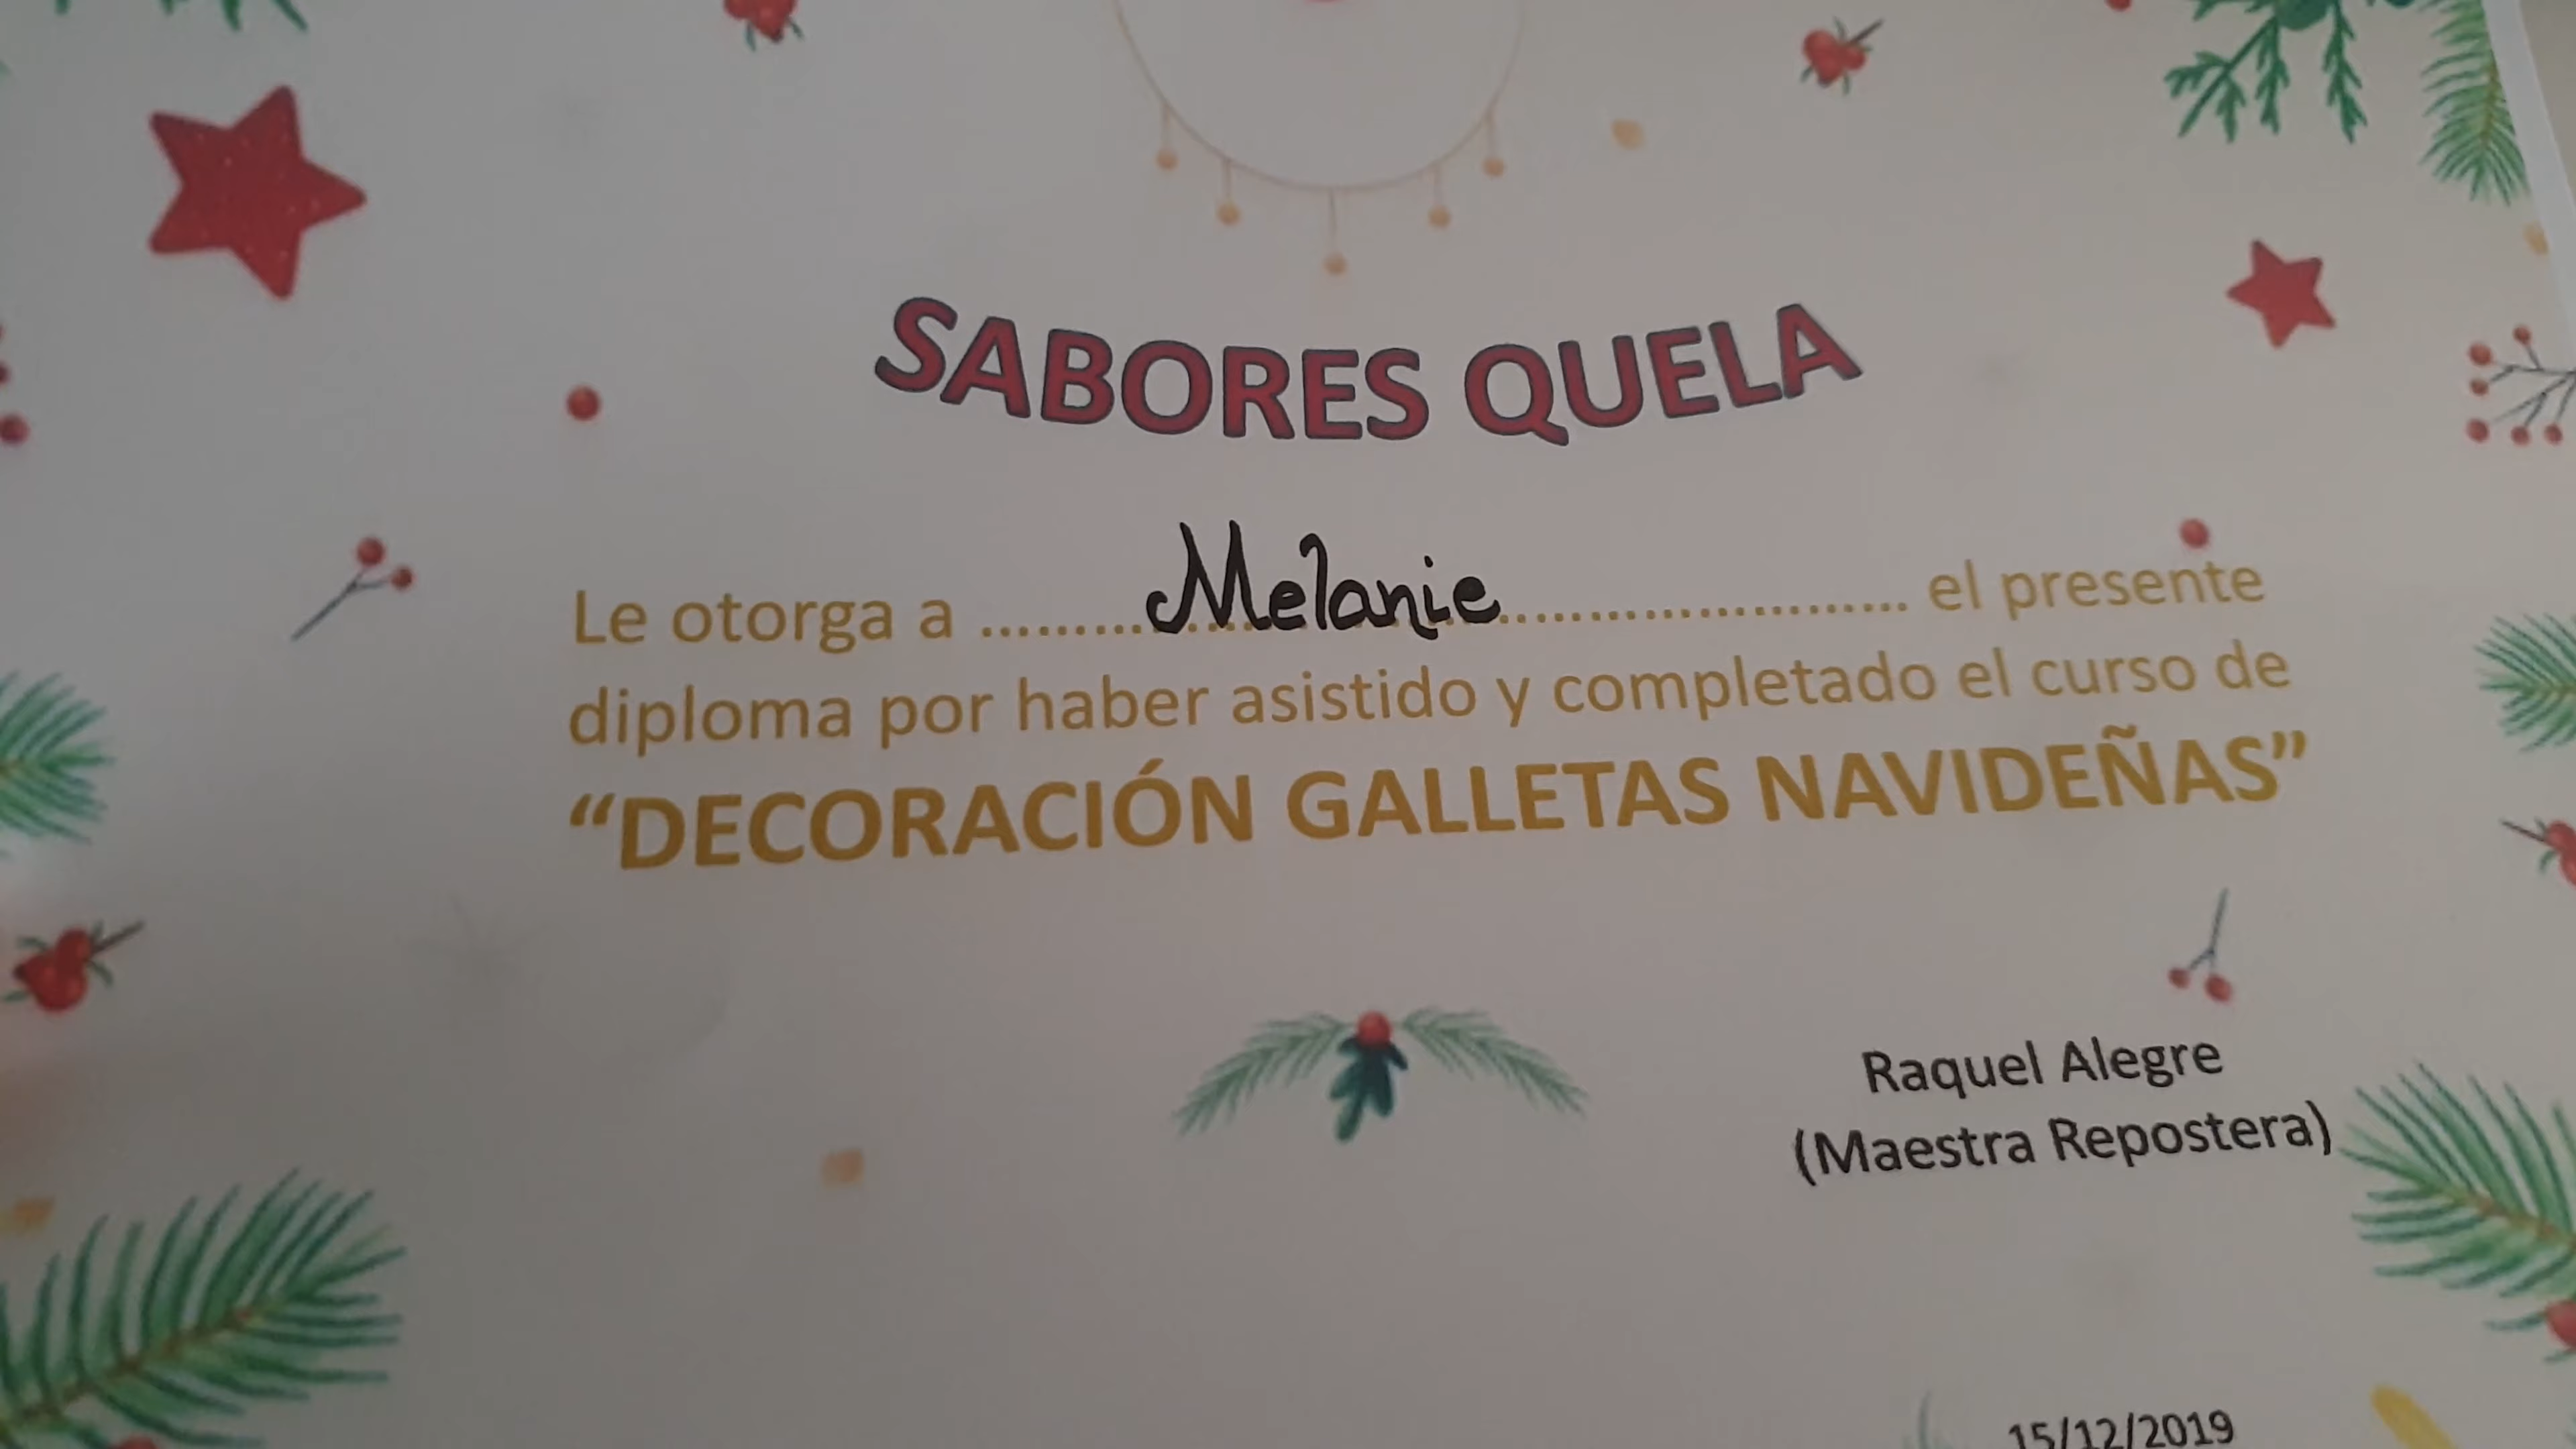 SABORES QUELA
Le otorga a ...........Melanie........................ el presente
diploma por haber asistido y completado el curso de
“DECORACIÓN GALLETAS NAVIDEÑAS”
Raquel Alegre
(Maestra Repostera)
15/12/2019